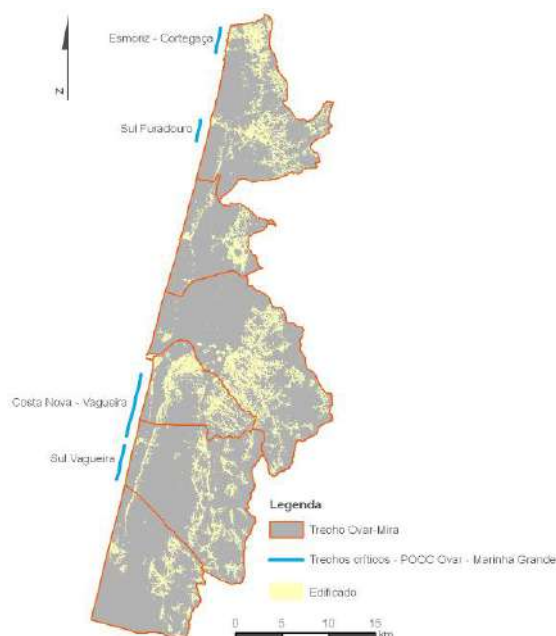 Esmoriz - Cortegaça
N
Sul Furadouro
Costa Nova - Vagueira
Sul Vagueira
Legenda
Trecho Ovar-Mira
Trechos críticos - POOC Ovar - Marinha Grande
Edificado
0 5 10 15
km